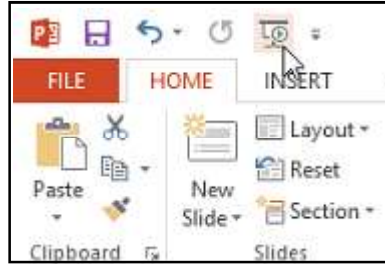 FILE HOME INSERT
Layout
Reset
Paste New
Slide Section
Clipboard Slides